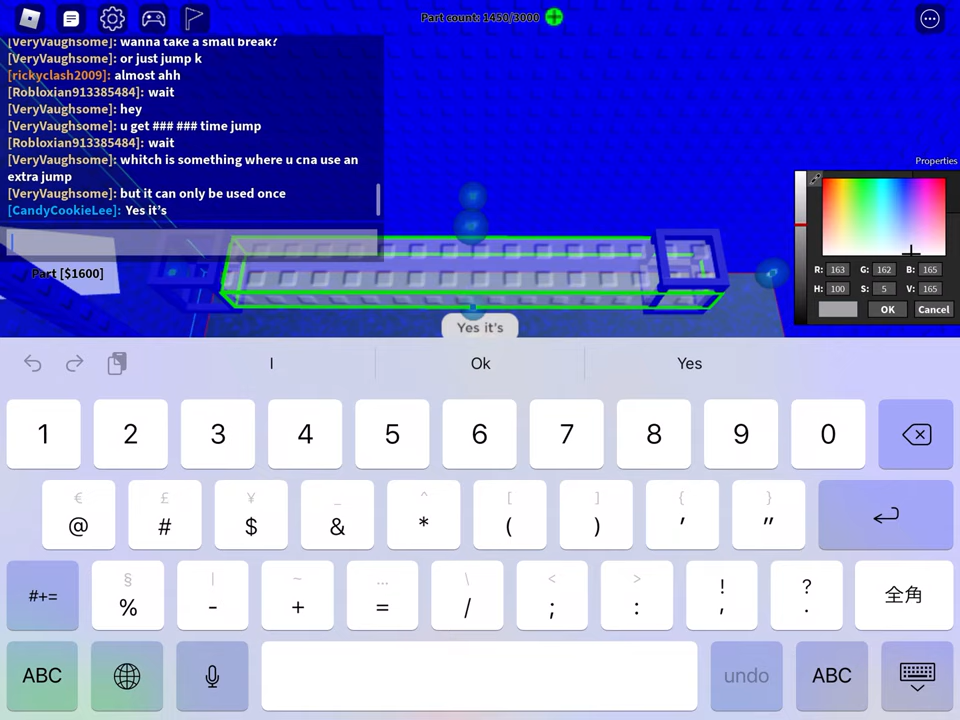 Part count: 1450/3000
[VeryVaughsome]: wanna take a small break?
[VeryVaughsome]: or just jump k
[rickyclash2009]: almost ahh
[Robloxian913385484]: wait
[VeryVaughsome]: hey
[VeryVaughsome]: u get ### ### time jump
[Robloxian913385484]: wait
[VeryVaughsome]: whitch is something where u cna use an
extra jump
[VeryVaughsome]: but it can only be used once
[CandyCookieLee]: Yes it's
Part [$1600]
Properties
R: 163 G: 162 B: 165
H: 100 S: 5 V: 165
OK Cancel
Yes it's
I Ok Yes
1 2 3 4 5 6 7 8 9 0
€ £ ¥ _ ^ [ ] { }
@ # $ & * ( ) ' "
§ | ~ … \ < > ! ?
#+= % - + = / ; : , . 全角
ABC undo ABC